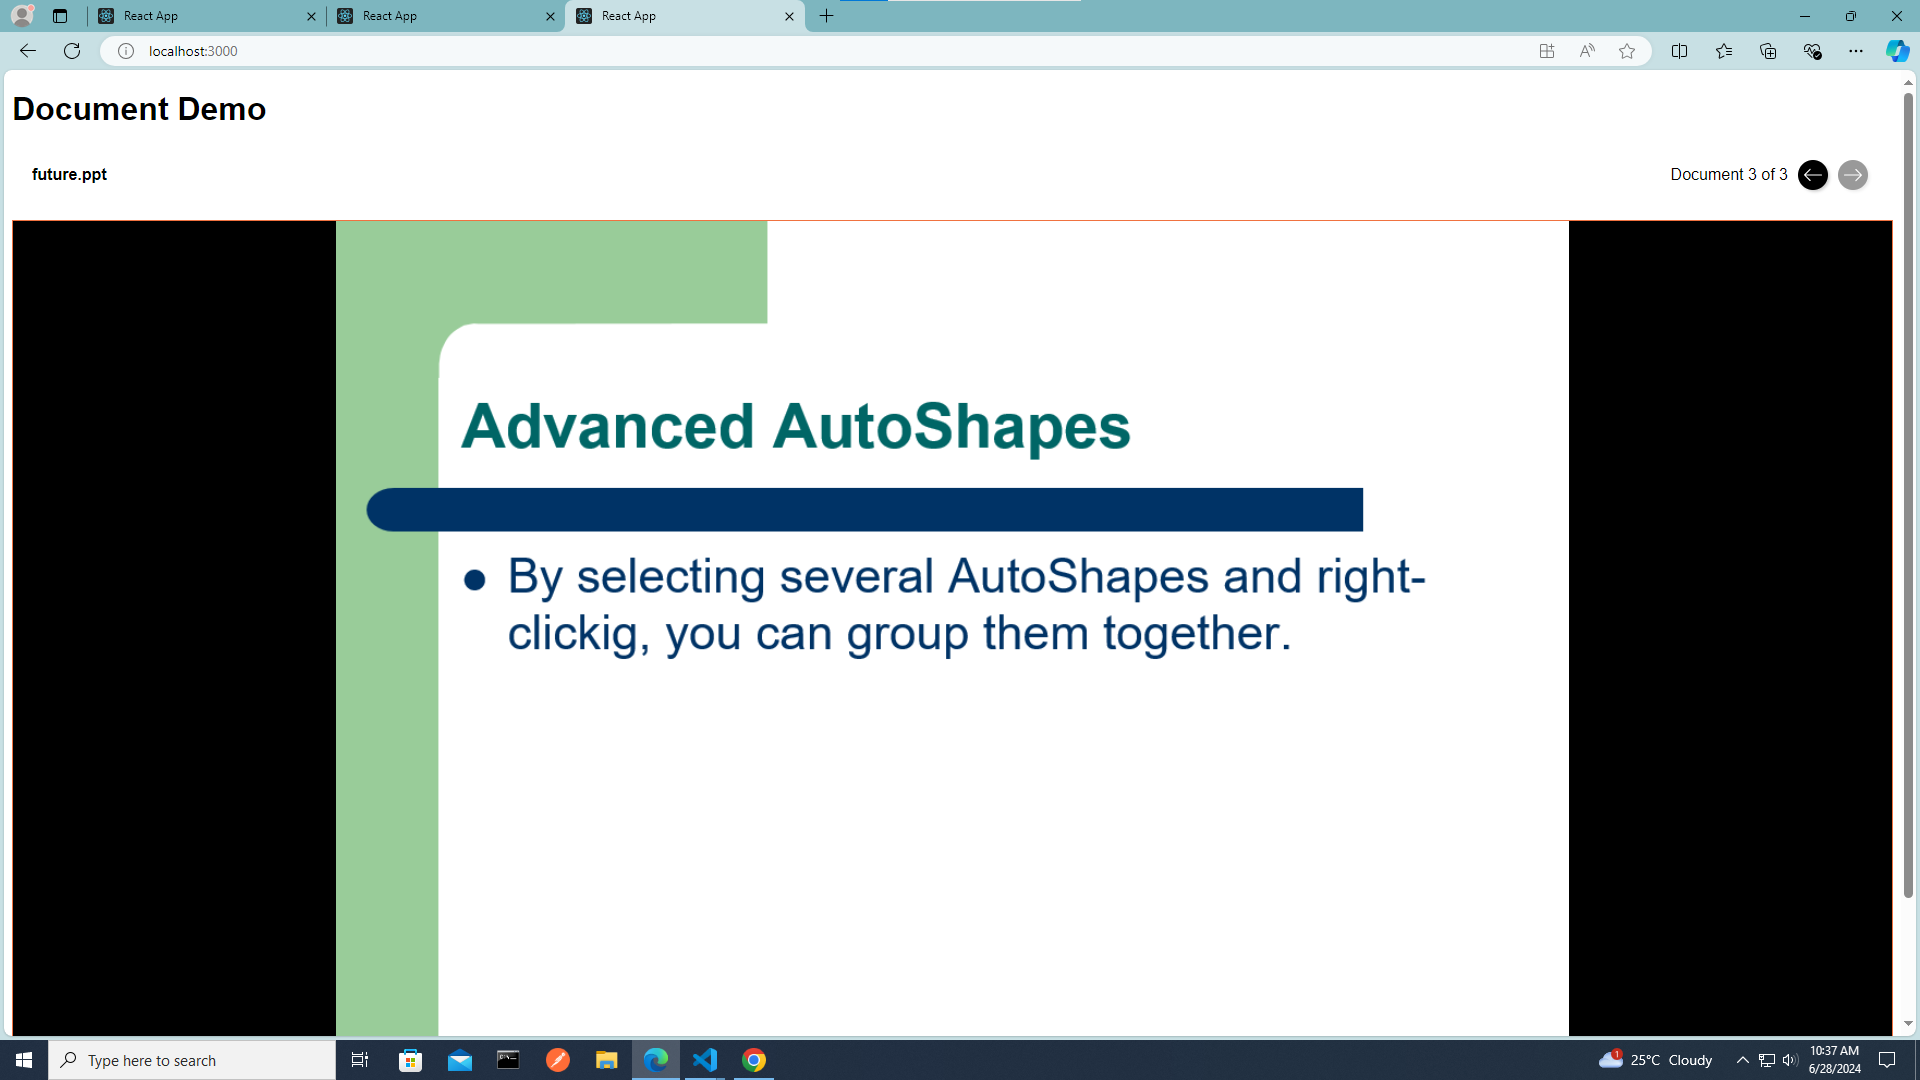 React App
React App
React App
localhost:3000
Document Demo
future.ppt
Document 3 of 3
Advanced AutoShapes
By selecting several AutoShapes and right-
clickig, you can group them together.
Type here to search
1
25°C Cloudy
10:37 AM
6/28/2024